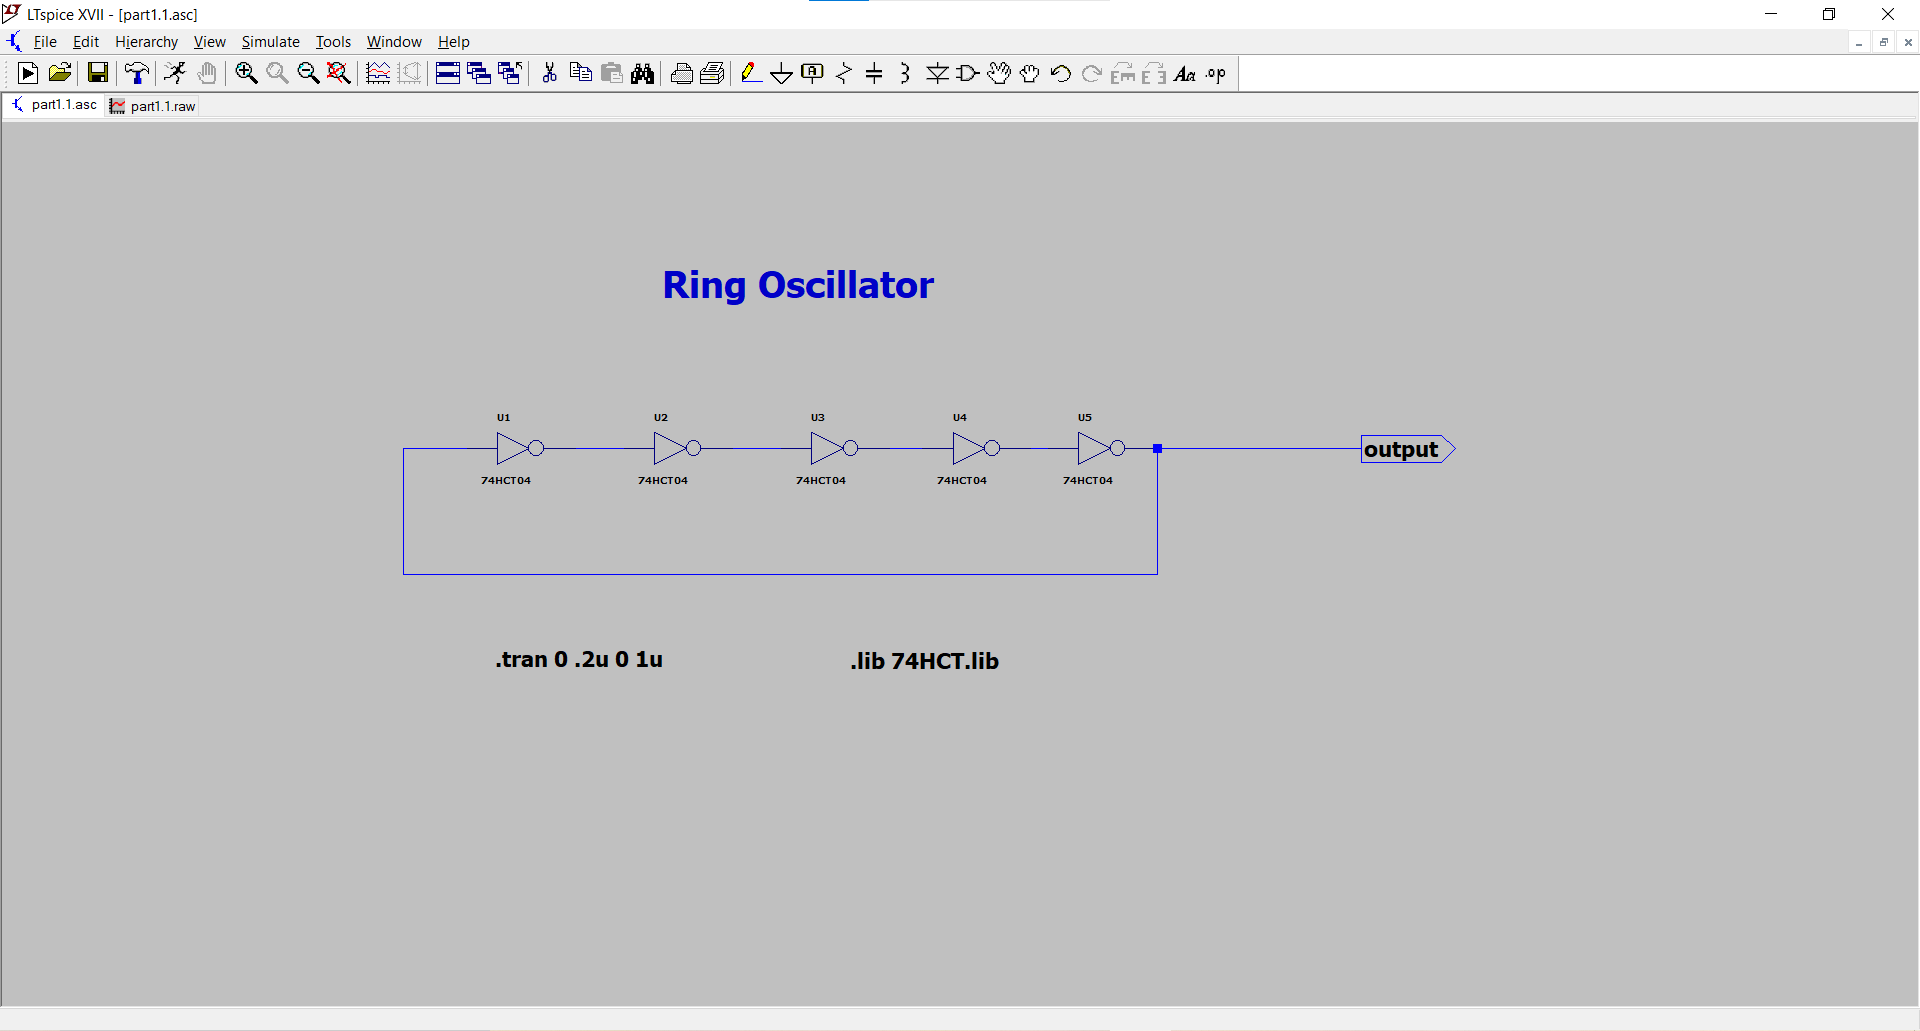 LTspice XVII - [part1.1.asc]
File Edit Hierarchy View Simulate Tools Window Help
part1.1.asc part1.1.raw
Ring Oscillator
U1 U2 U3 U4 U5
output
74HCT04 74HCT04 74HCT04 74HCT04 74HCT04
.tran 0 .2u 0 1u .lib 74HCT.lib